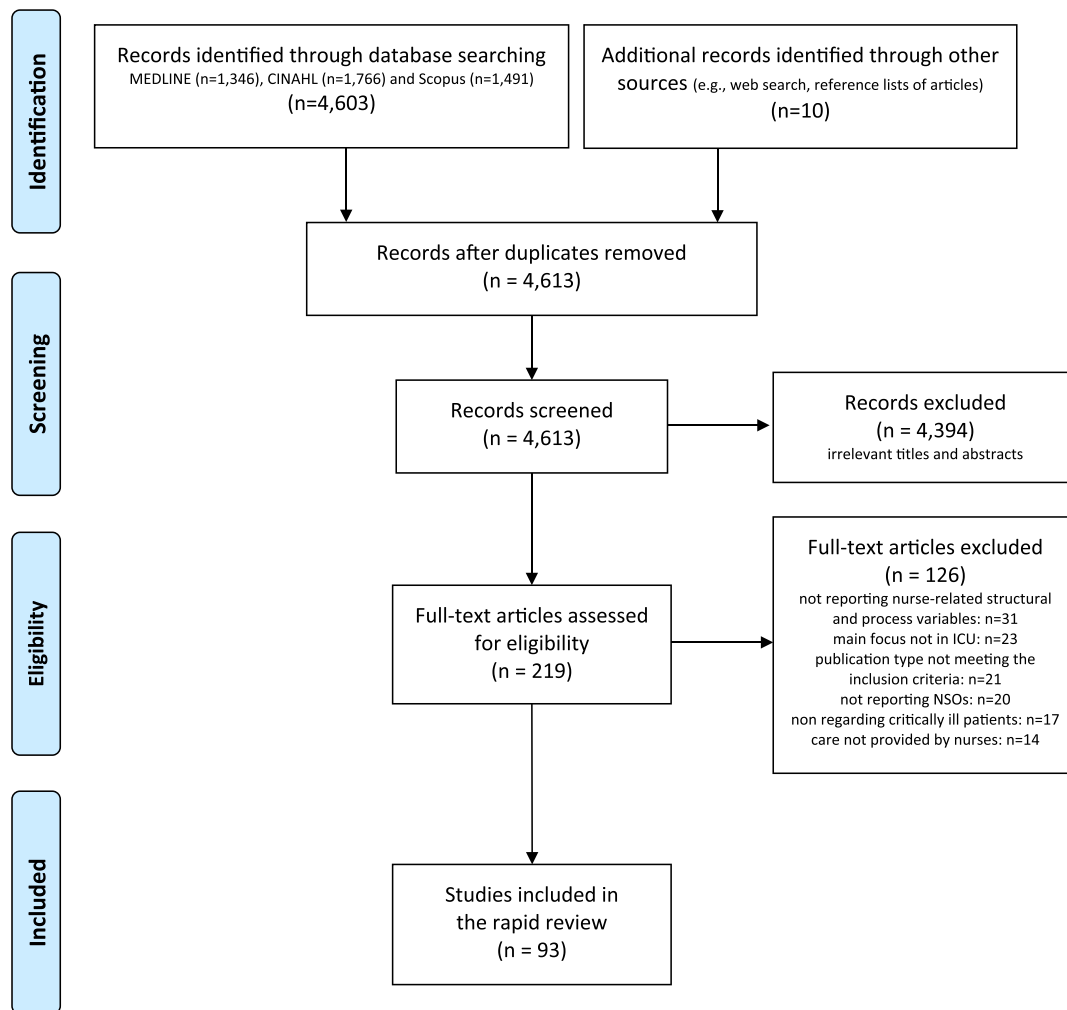 Identification
Records identified through database searching
MEDLINE (n=1,346), CINAHL (n=1,766) and Scopus (n=1,491)
(n=4,603)
Additional records identified through other
sources (e.g., web search, reference lists of articles)
(n=10)
Records after duplicates removed
(n = 4,613)
Screening
Records screened
(n = 4,613)
Records excluded
(n = 4,394)
irrelevant titles and abstracts
Eligibility
Full-text articles assessed
for eligibility
(n = 219)
Full-text articles excluded
(n = 126)
not reporting nurse-related structural
and process variables: n=31
main focus not in ICU: n=23
publication type not meeting the
inclusion criteria: n=21
not reporting NSOs: n=20
non regarding critically ill patients: n=17
care not provided by nurses: n=14
Included
Studies included in
the rapid review
(n = 93)